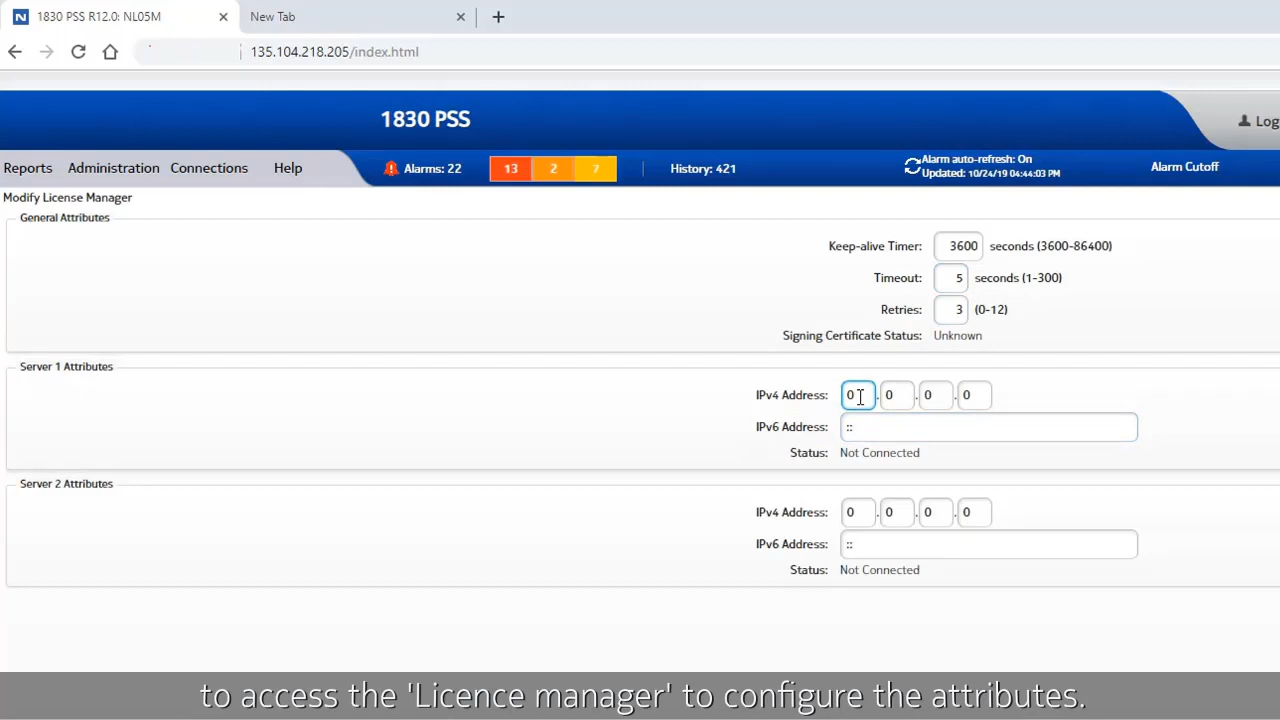 1830 PSS R12.0: NL05M
New Tab
135.104.218.205/index.html
1830 PSS
Log
Reports Administration Connections Help
Alarms: 22 13 2 7
History: 421
Alarm auto-refresh: On
Updated: 10/24/19 04:44:03 PM
Alarm Cutoff
Modify License Manager
General Attributes
Keep-alive Timer: 3600 seconds (3600-86400)
Timeout: 5 seconds (1-300)
Retries: 3 (0-12)
Signing Certificate Status: Unknown
Server 1 Attributes
IPv4 Address: 0 . 0 . 0 . 0
IPv6 Address: ::
Status: Not Connected
Server 2 Attributes
IPv4 Address: 0 . 0 . 0 . 0
IPv6 Address: ::
Status: Not Connected
to access the 'Licence manager' to configure the attributes.